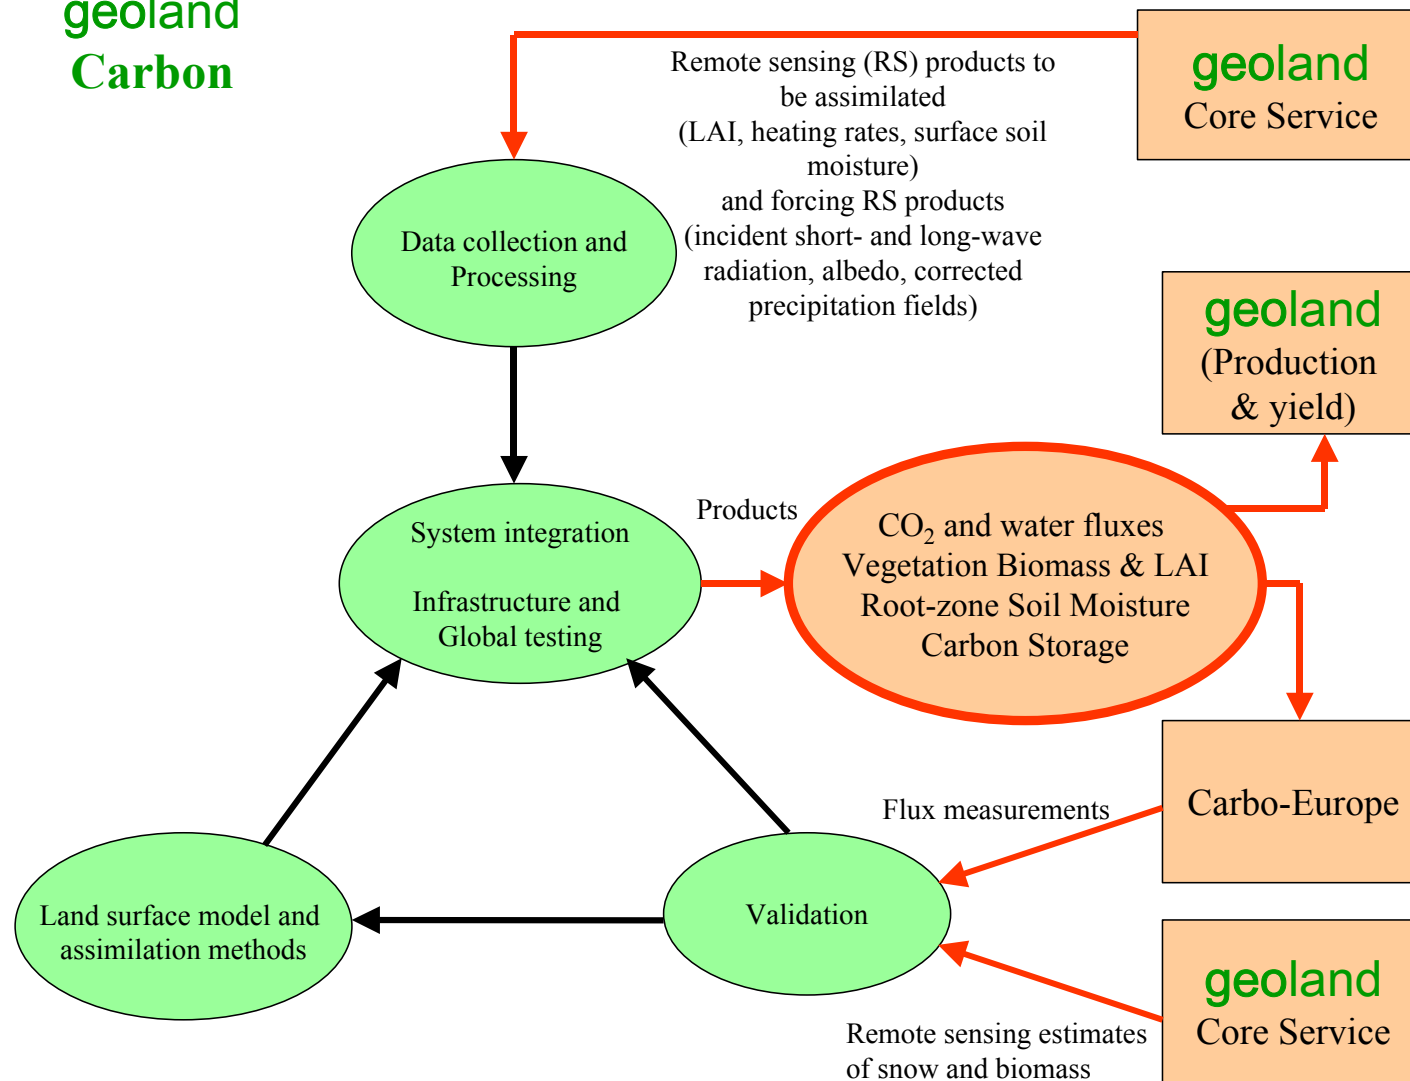 geoland
Carbon
Remote sensing (RS) products to
be assimilated
(LAI, heating rates, surface soil
moisture)
and forcing RS products
(incident short- and long-wave
radiation, albedo, corrected
precipitation fields)
geoland
Core Service
Data collection and
Processing
geoland
(Production
& yield)
System integration
Infrastructure and
Global testing
Products
CO₂ and water fluxes
Vegetation Biomass & LAI
Root-zone Soil Moisture
Carbon Storage
Flux measurements
Carbo-Europe
Land surface model and
assimilation methods
Validation
geoland
Core Service
Remote sensing estimates
of snow and biomass